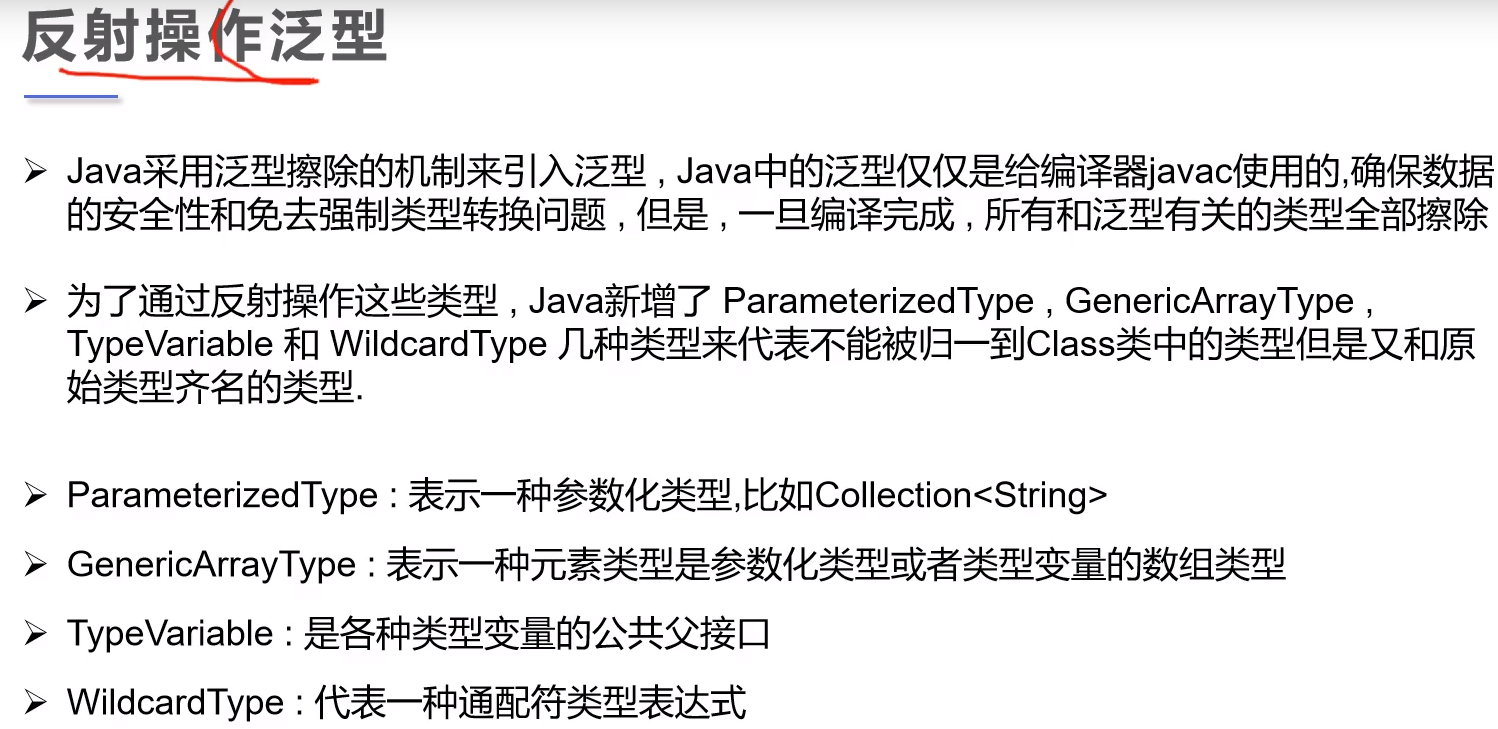 反射操作泛型
➢ Java采用泛型擦除的机制来引入泛型 , Java中的泛型仅仅是给编译器javac使用的,确保数据
的安全性和免去强制类型转换问题 , 但是 , 一旦编译完成 , 所有和泛型有关的类型全部擦除
➢ 为了通过反射操作这些类型 , Java新增了 ParameterizedType , GenericArrayType ,
TypeVariable 和 WildcardType 几种类型来代表不能被归一到Class类中的类型但是又和原
始类型齐名的类型.
➢ ParameterizedType : 表示一种参数化类型,比如Collection<String>
➢ GenericArrayType : 表示一种元素类型是参数化类型或者类型变量的数组类型
➢ TypeVariable : 是各种类型变量的公共父接口
➢ WildcardType : 代表一种通配符类型表达式